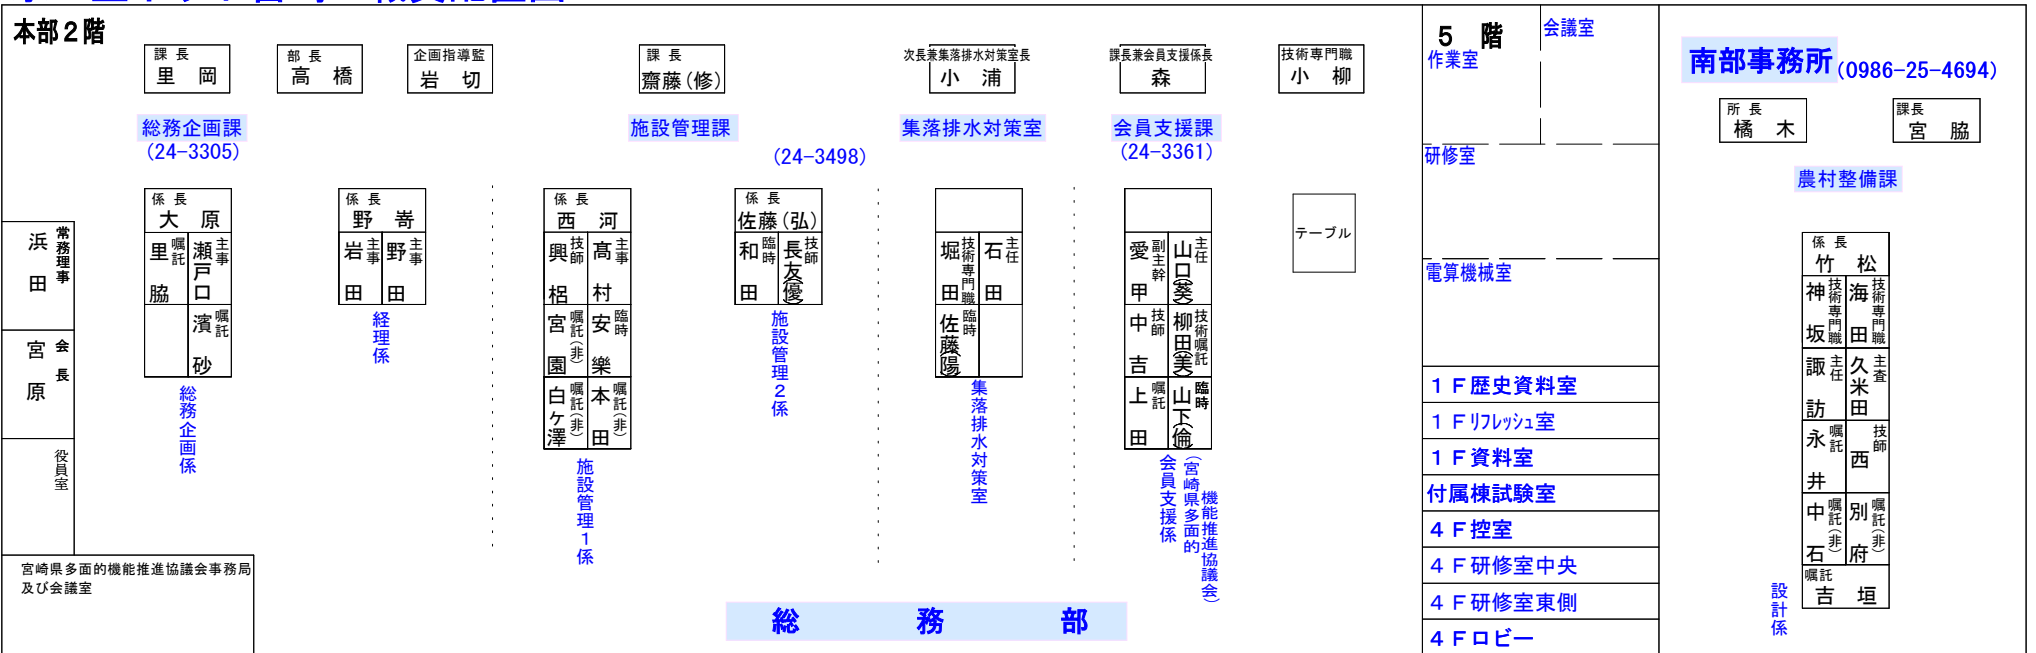 本部２階
課長
里岡
部長
高橋
企画指導監
岩切
課長
齋藤(修)
次長兼集落排水対策室長
小浦
課長兼会員支援係長
森
技術専門職
小柳
総務企画課
(24-3305)
施設管理課
(24-3498)
集落排水対策室
会員支援課
(24-3361)
常務理事
浜田
会長
宮原
役員室
宮崎県多面的機能推進協議会事務局
及び会議室
係長
大原
嘱託
里脇
主事
瀬戸口
嘱託
濱砂
総務企画係
係長
野嵜
主事
岩田
主事
野田
経理係
係長
西河
技師
興梠
主事
髙村
嘱託(非)
宮園
臨時
安樂
嘱託(非)
白ヶ澤
嘱託(非)
本田
施設管理１係
係長
佐藤(弘)
臨時
和田
技師
長友(優)
施設管理２係
技術専門職
堀田
主任
石田
臨時
佐藤(陽)
集落排水対策室
副主幹
愛甲
主任
山口(葵)
技師
中吉
技術嘱託
柳田(美)
嘱託
上田
臨時
山下(倫)
会員支援係
(宮崎県多面的
機能推進協議会)
テーブル
総務部
５階
会議室
作業室
研修室
電算機械室
１Ｆ歴史資料室
１Ｆリフレッシュ室
１Ｆ資料室
付属棟試験室
４Ｆ控室
４Ｆ研修室中央
４Ｆ研修室東側
４Ｆロビー
南部事務所(0986-25-4694)
所長
橘木
課長
宮脇
農村整備課
係長
竹松
技術専門職
神坂
技術専門職
海田
主任
諏訪
主査
久米田
嘱託
永井
技師
西
嘱託(非)
中石
嘱託(非)
別府
嘱託
吉垣
設計係